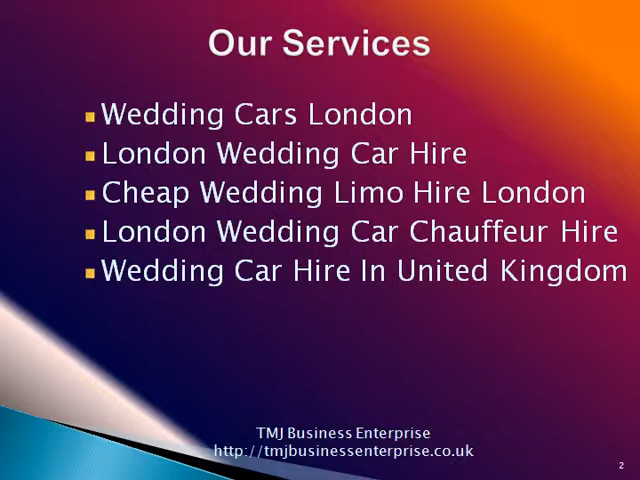 Our Services
Wedding Cars London
London Wedding Car Hire
Cheap Wedding Limo Hire London
London Wedding Car Chauffeur Hire
Wedding Car Hire In United Kingdom
TMJ Business Enterprise
http://tmjbusinessenterprise.co.uk
2